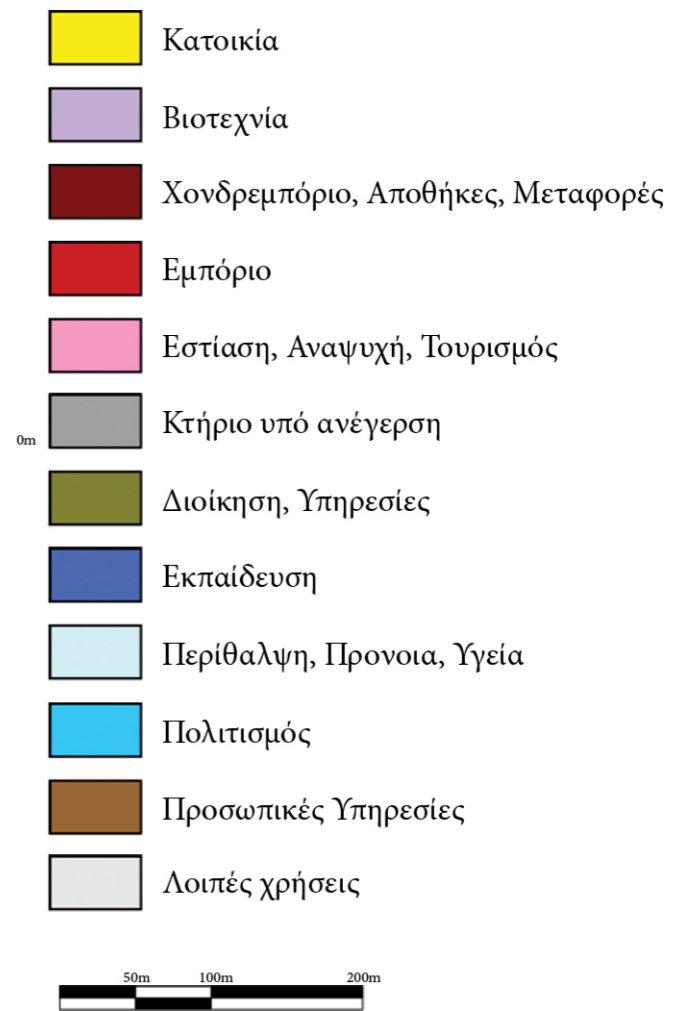 Κατοικία
Βιοτεχνία
Χονδρεμπόριο, Αποθήκες, Μεταφορές
Εμπόριο
Εστίαση, Αναψυχή, Τουρισμός
Κτήριο υπό ανέγερση
0m
Διοίκηση, Υπηρεσίες
Εκπαίδευση
Περίθαλψη, Προνοια, Υγεία
Πολιτισμός
Προσωπικές Υπηρεσίες
Λοιπές χρήσεις
50m 100m 200m